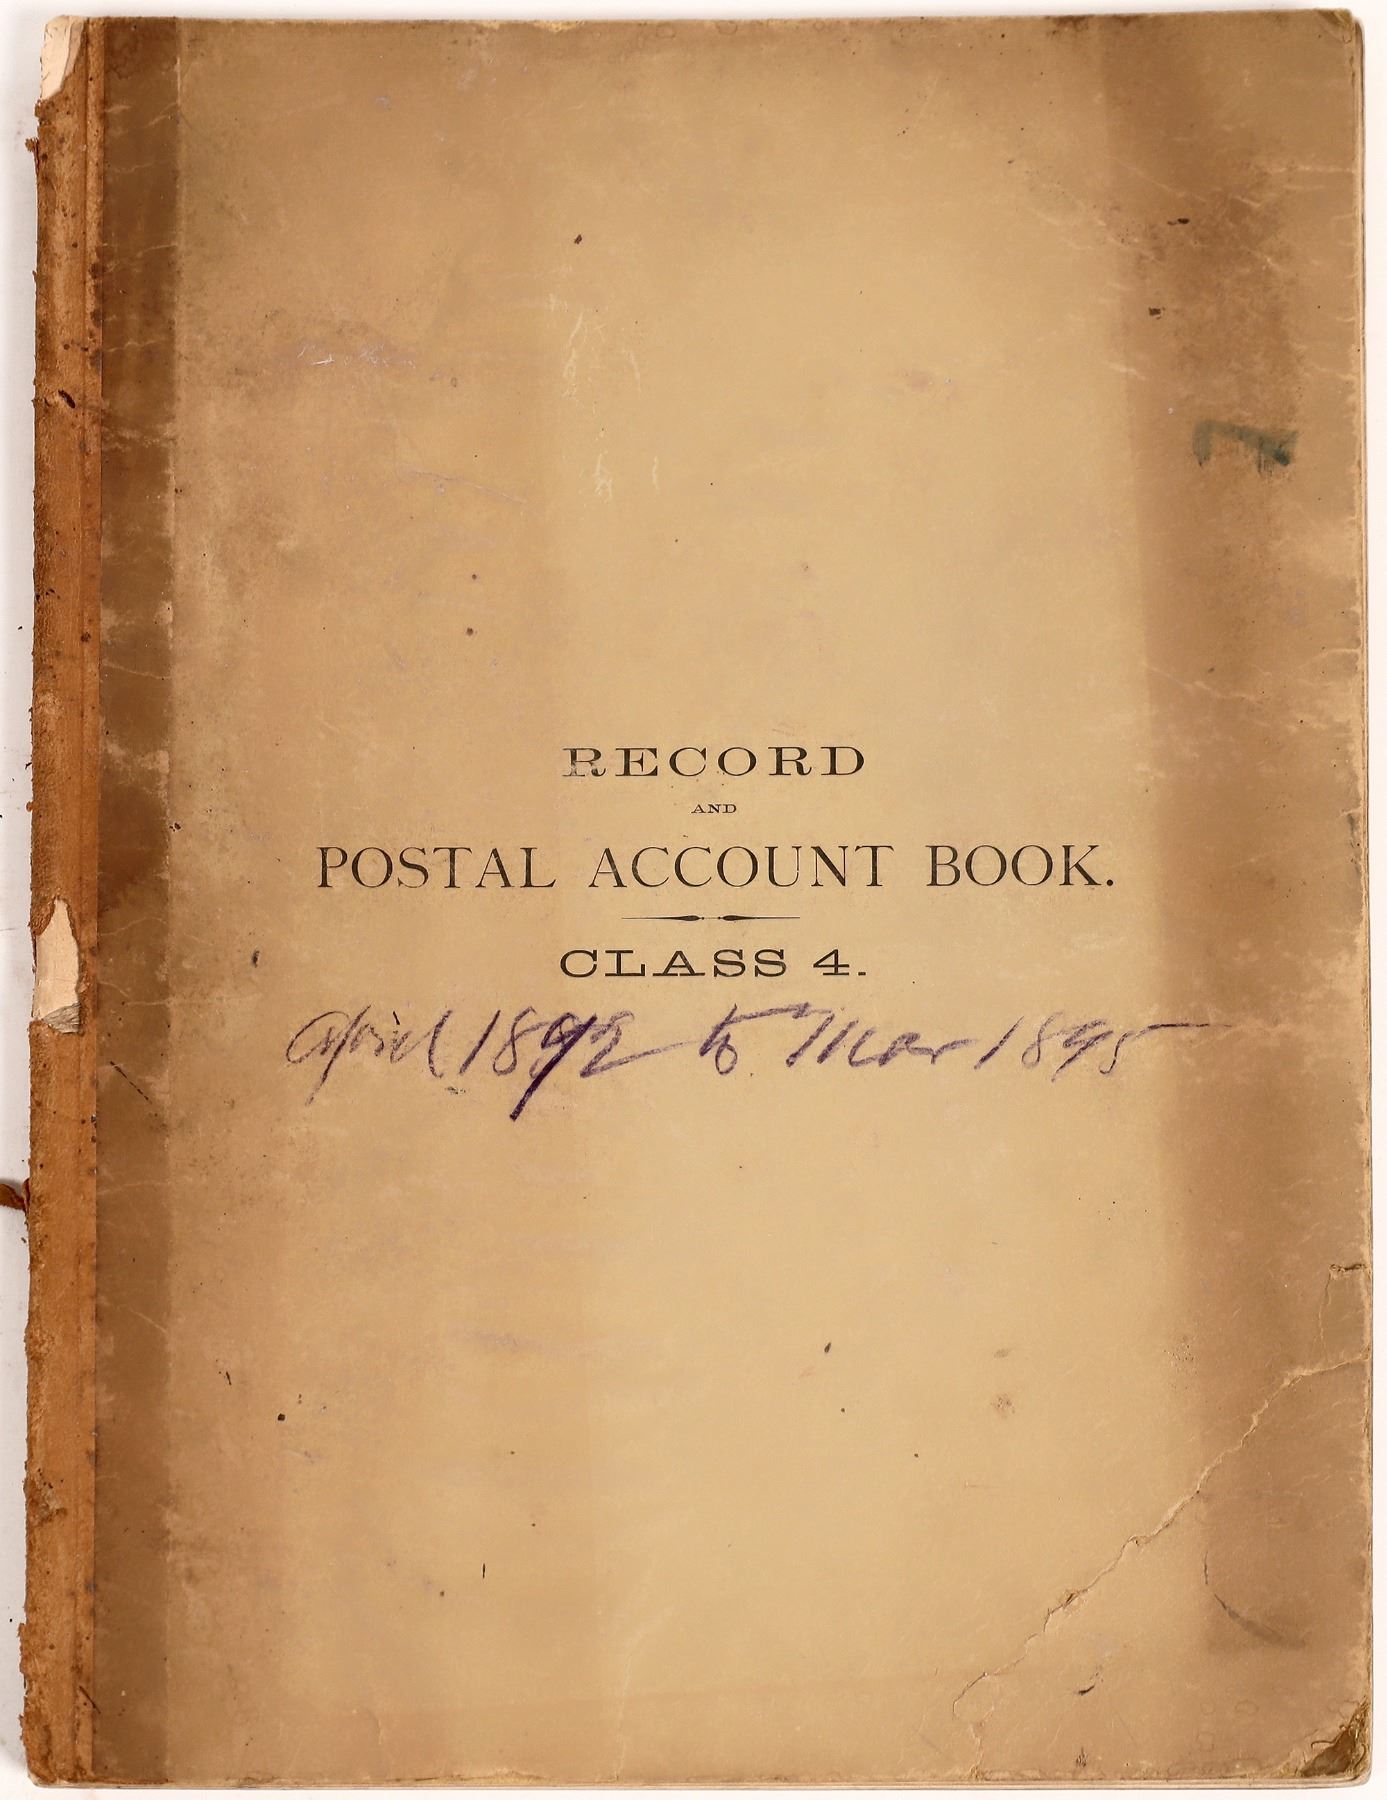 RECORD
AND
POSTAL ACCOUNT BOOK.
CLASS 4.
April 1892 to Mar 1895